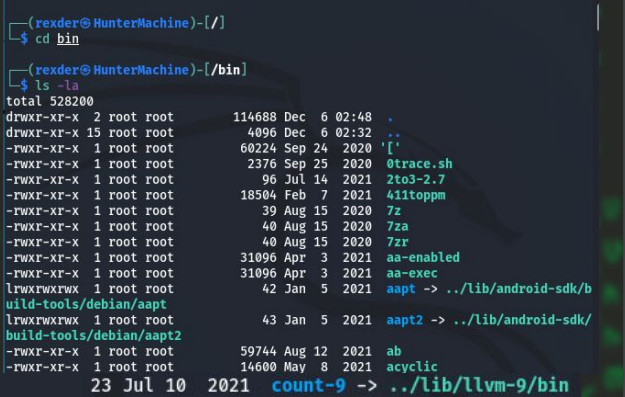 ┌──(rexder㉿HunterMachine)-[/]
└─$ cd bin
┌──(rexder㉿HunterMachine)-[/bin]
└─$ ls -la
total 528200
drwxr-xr-x  2 root root      114688 Dec  6 02:48  .
drwxr-xr-x 15 root root        4096 Dec  6 02:32  ..
-rwxr-xr-x  1 root root       60224 Sep 24  2020 '['
-rwxr-xr-x  1 root root        2376 Sep 25  2020  0trace.sh
-rwxr-xr-x  1 root root          96 Jul 14  2021  2to3-2.7
-rwxr-xr-x  1 root root       18504 Feb  7  2021  411toppm
-rwxr-xr-x  1 root root          39 Aug 15  2020  7z
-rwxr-xr-x  1 root root          40 Aug 15  2020  7za
-rwxr-xr-x  1 root root          40 Aug 15  2020  7zr
-rwxr-xr-x  1 root root       31096 Apr  3  2021  aa-enabled
-rwxr-xr-x  1 root root       31096 Apr  3  2021  aa-exec
lrwxrwxrwx  1 root root          42 Jan  5  2021  aapt -> ../lib/android-sdk/b
uild-tools/debian/aapt
lrwxrwxrwx  1 root root          43 Jan  5  2021  aapt2 -> ../lib/android-sdk/
build-tools/debian/aapt2
-rwxr-xr-x  1 root root       59744 Aug 12  2021  ab
-rwxr-xr-x  1 root root       14600 May  8  2021  acyclic
23 Jul 10  2021  count-9 -> ../lib/llvm-9/bin